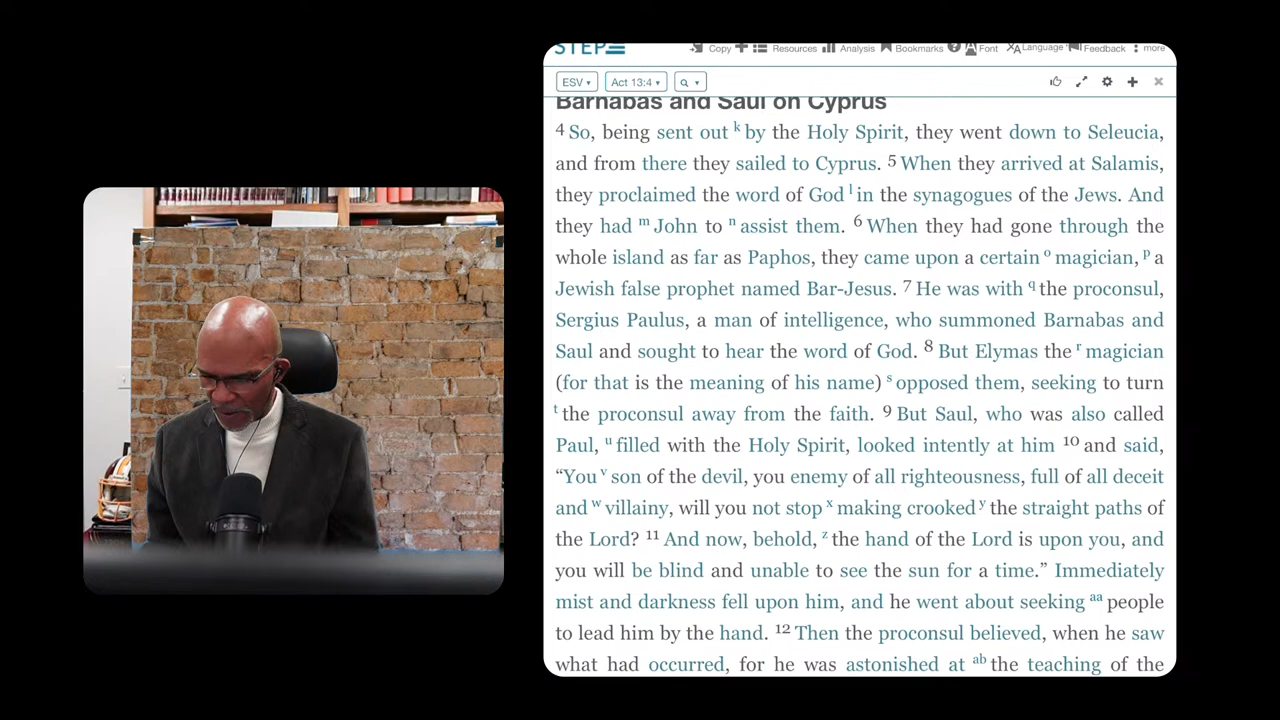 STEP
Copy Resources Analysis Bookmarks Font Language Feedback more
ESV Act 13:4
Barnabas and Saul on Cyprus
4 So, being sent out k by the Holy Spirit, they went down to Seleucia,
and from there they sailed to Cyprus. 5 When they arrived at Salamis,
they proclaimed the word of God l in the synagogues of the Jews. And
they had m John to n assist them. 6 When they had gone through the
whole island as far as Paphos, they came upon a certain o magician, p a
Jewish false prophet named Bar-Jesus. 7 He was with q the proconsul,
Sergius Paulus, a man of intelligence, who summoned Barnabas and
Saul and sought to hear the word of God. 8 But Elymas the r magician
(for that is the meaning of his name) s opposed them, seeking to turn
t the proconsul away from the faith. 9 But Saul, who was also called
Paul, u filled with the Holy Spirit, looked intently at him 10 and said,
“You v son of the devil, you enemy of all righteousness, full of all deceit
and w villainy, will you not stop x making crooked y the straight paths of
the Lord? 11 And now, behold, z the hand of the Lord is upon you, and
you will be blind and unable to see the sun for a time.” Immediately
mist and darkness fell upon him, and he went about seeking aa people
to lead him by the hand. 12 Then the proconsul believed, when he saw
what had occurred, for he was astonished at ab the teaching of the